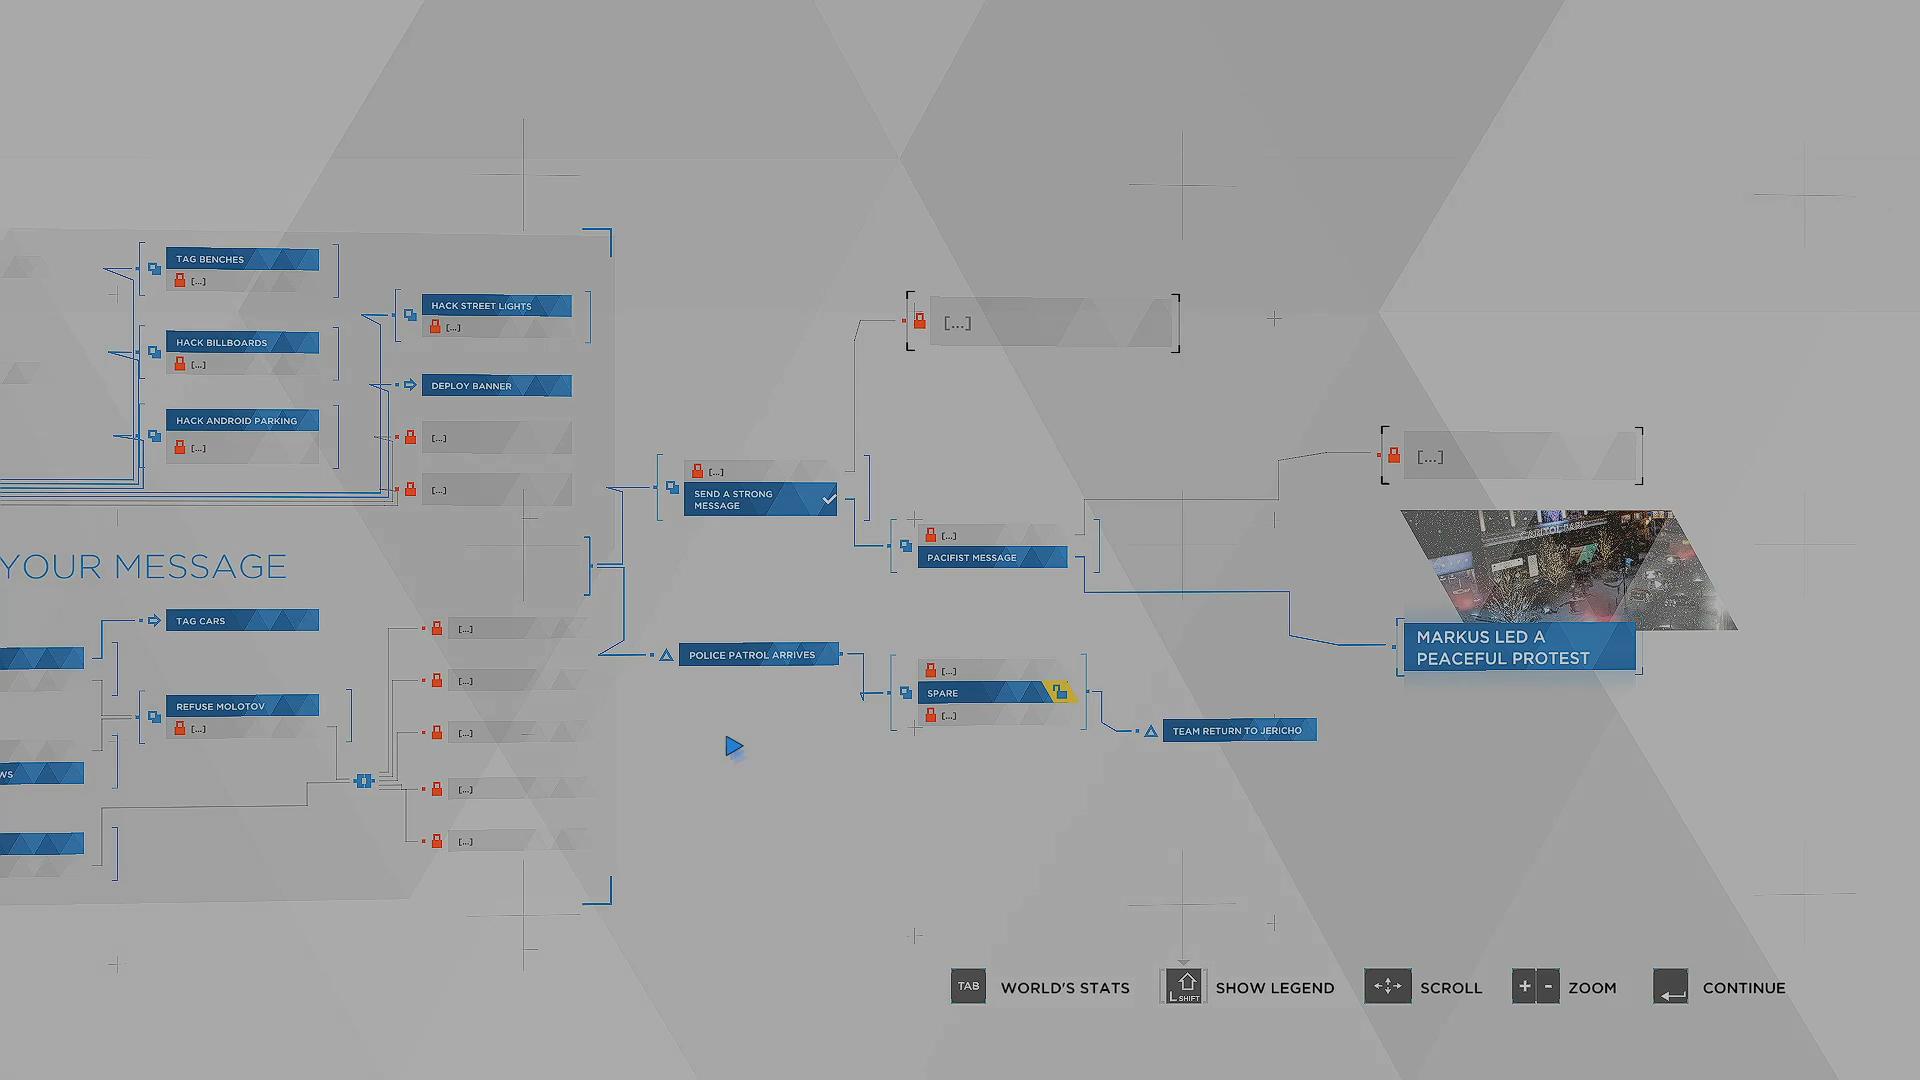 TAG BENCHES
[...]
HACK BILLBOARDS
[...]
HACK ANDROID PARKING
[...]
HACK STREET LIGHTS
[...]
DEPLOY BANNER
[...]
[...]
YOUR MESSAGE
TAG CARS
REFUSE MOLOTOV
[...]
WS
[...]
[...]
[...]
[...]
[...]
[...]
SEND A STRONG
MESSAGE
POLICE PATROL ARRIVES
[...]
[...]
PACIFIST MESSAGE
[...]
SPARE
[...]
TEAM RETURN TO JERICHO
[...]
CAPITOL PARK
MARKUS LED A
PEACEFUL PROTEST
TAB WORLD'S STATS
L SHIFT SHOW LEGEND
SCROLL
+ - ZOOM
CONTINUE